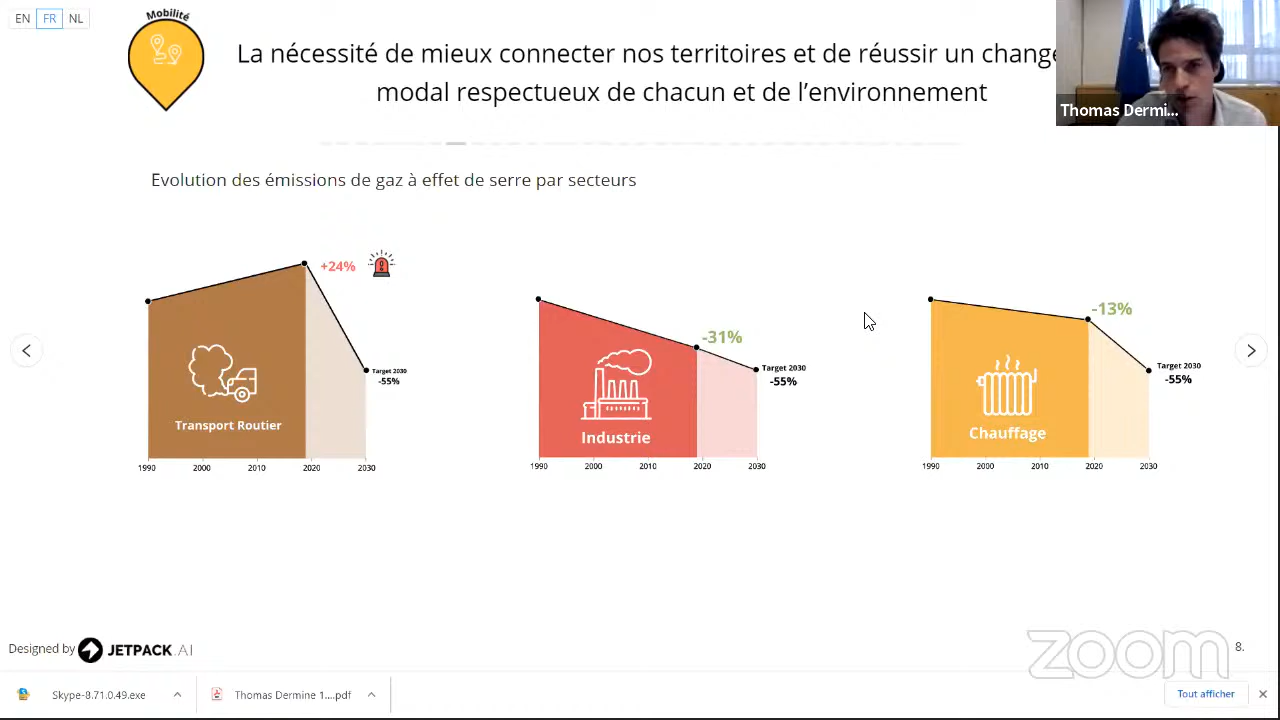 EN FR NL
Mobilité
La nécessité de mieux connecter nos territoires et de réussir un change
modal respectueux de chacun et de l'environnement
Thomas Dermi...
Evolution des émissions de gaz à effet de serre par secteurs
+24%
Target 2030
-55%
Transport Routier
1990 2000 2010 2020 2030
-31%
Target 2030
-55%
Industrie
1990 2000 2010 2020 2030
-13%
Target 2030
-55%
Chauffage
1990 2000 2010 2020 2030
Designed by JETPACK.AI
zoom
8.
Skype-8.71.0.49.exe
Thomas Dermine 1....pdf
Tout afficher